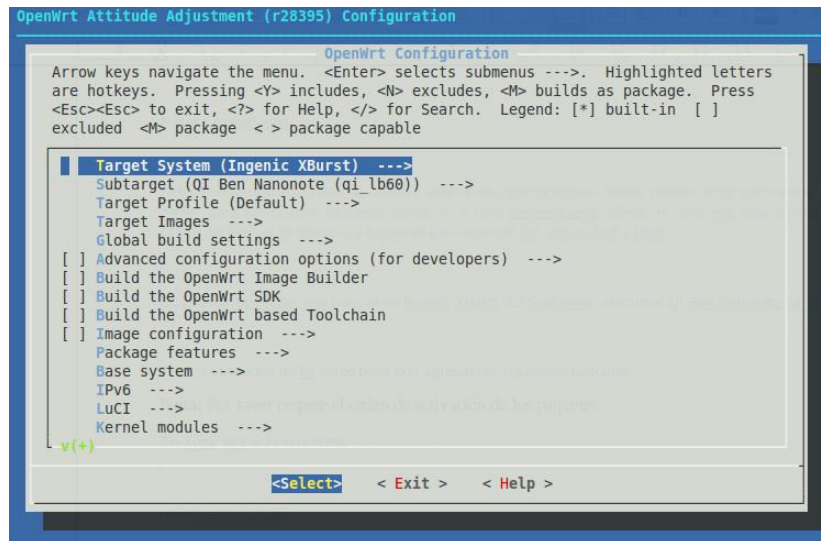 OpenWrt Attitude Adjustment (r28395) Configuration
OpenWrt Configuration
Arrow keys navigate the menu.  <Enter> selects submenus --->.  Highlighted letters
are hotkeys.  Pressing <Y> includes, <N> excludes, <M> builds as package.  Press
<Esc><Esc> to exit, <?> for Help, </> for Search.  Legend: [*] built-in  [ ]
excluded  <M> package  < > package capable
Target System (Ingenic XBurst)  --->
Subtarget (QI Ben Nanonote (qi_lb60))  --->
Target Profile (Default)  --->
Target Images  --->
Global build settings  --->
[ ] Advanced configuration options (for developers)  --->
[ ] Build the OpenWrt Image Builder
[ ] Build the OpenWrt SDK
[ ] Build the OpenWrt based Toolchain
[ ] Image configuration  --->
Package features  --->
Base system  --->
IPv6  --->
LuCI  --->
Kernel modules  --->
v(+)
<Select>    < Exit >    < Help >